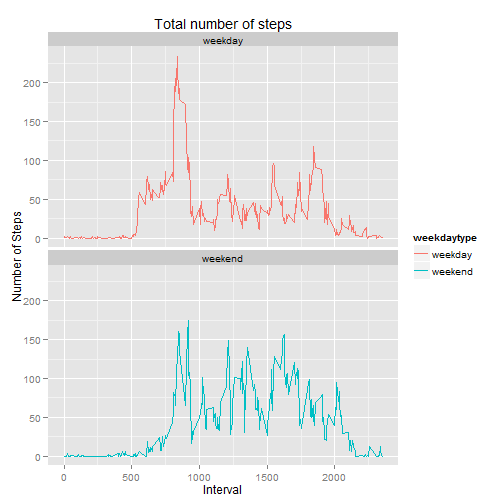 Total number of steps
weekday
200
150
100
50
0
Number of Steps
weekend
200
150
100
50
0
0
500
1000
1500
2000
Interval
weekdaytype
weekday
weekend